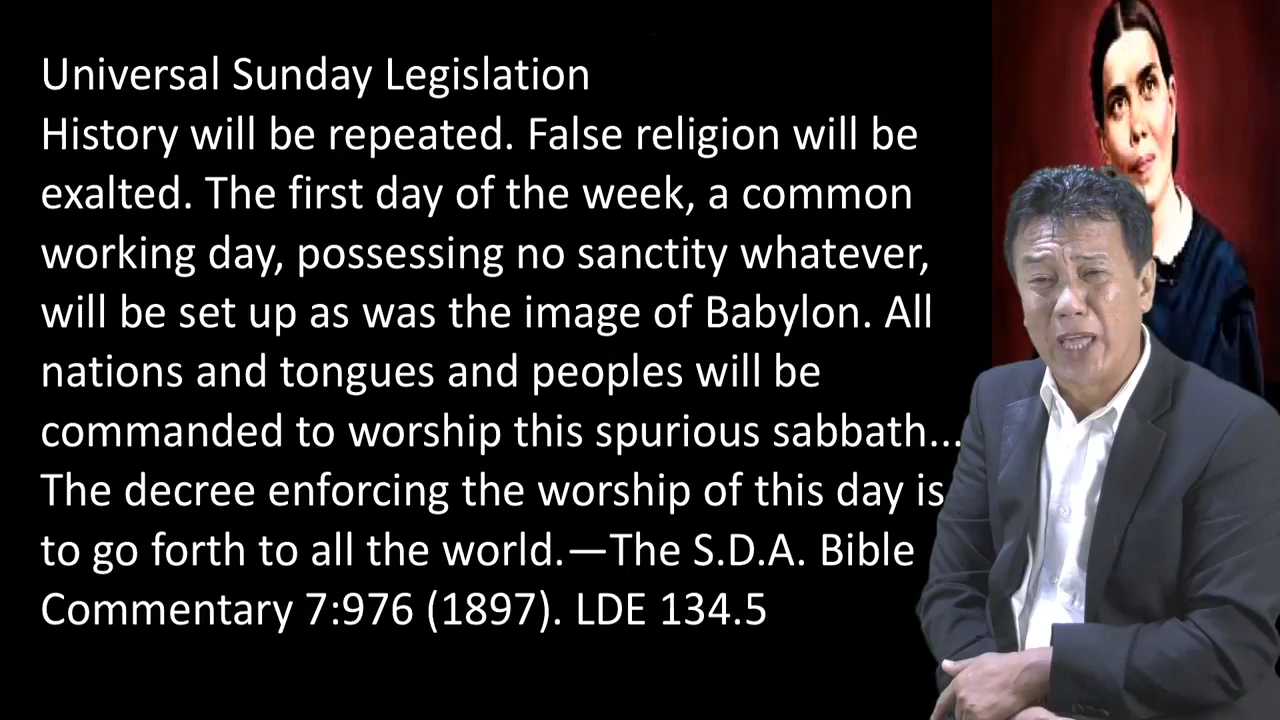 Universal Sunday Legislation
History will be repeated. False religion will be
exalted. The first day of the week, a common
working day, possessing no sanctity whatever,
will be set up as was the image of Babylon. All
nations and tongues and peoples will be
commanded to worship this spurious sabbath...
The decree enforcing the worship of this day is
to go forth to all the world.—The S.D.A. Bible
Commentary 7:976 (1897). LDE 134.5